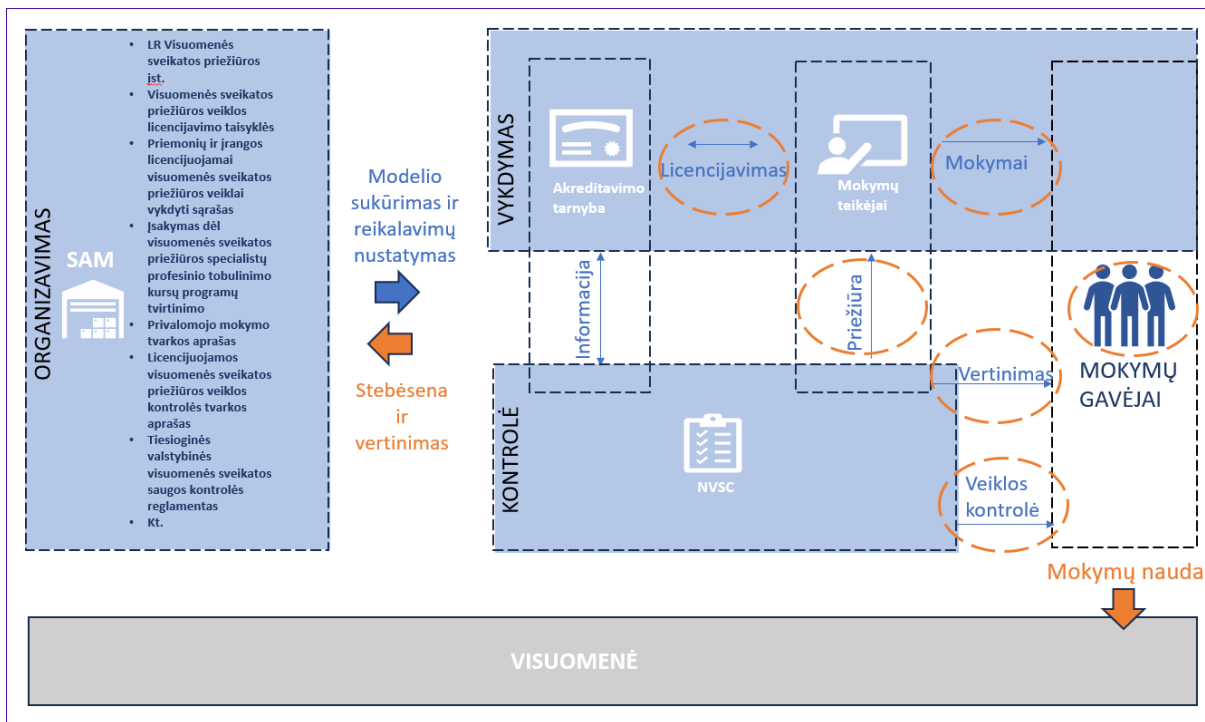 ORGANIZAVIMAS
SAM
• LR Visuomenės
sveikatos priežiūros
įst.
• Visuomenės sveikatos
priežiūros veiklos
licencijavimo taisyklės
• Priemonių ir įrangos
licencijuojamai
visuomenės sveikatos
priežiūros veiklai
vykdyti sąrašas
• Įsakymas dėl
visuomenės sveikatos
priežiūros specialistų
profesinio tobulinimo
kursų programų
tvirtinimo
• Privalomojo mokymo
tvarkos aprašas
• Licencijuojamos
visuomenės sveikatos
priežiūros veiklos
kontrolės tvarkos
aprašas
• Tiesioginės
valstybinės
visuomenės sveikatos
saugos kontrolės
reglamentas
• Kt.
Modelio
sukūrimas ir
reikalavimų
nustatymas
Stebėsena
ir
vertinimas
VYKDYMAS
Akreditavimo
tarnyba
Licencijavimas
Mokymų
teikėjai
Mokymai
Informacija
Priežiūra
KONTROLĖ
NVSC
Vertinimas
Veiklos
kontrolė
MOKYMŲ
GAVĖJAI
Mokymų nauda
VISUOMENĖ